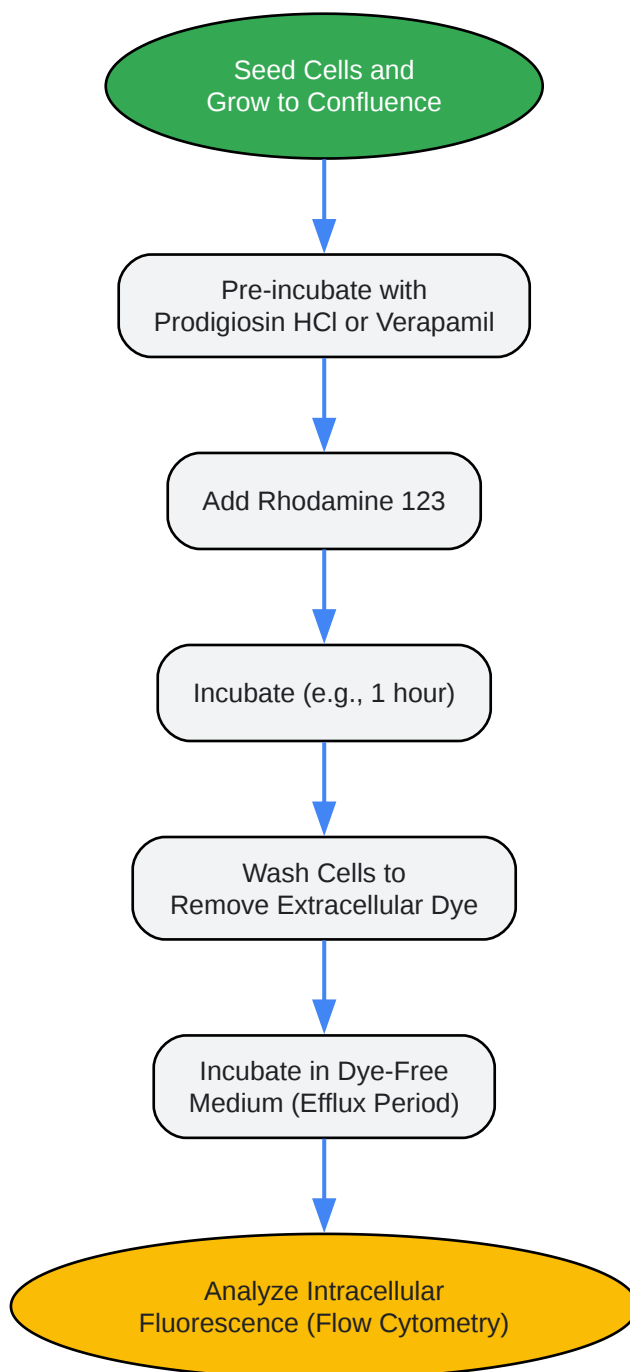 Seed Cells and
Grow to Confluence
Pre-incubate with
Prodigiosin HCl or Verapamil
Add Rhodamine 123
Incubate (e.g., 1 hour)
Wash Cells to
Remove Extracellular Dye
Incubate in Dye-Free
Medium (Efflux Period)
Analyze Intracellular
Fluorescence (Flow Cytometry)